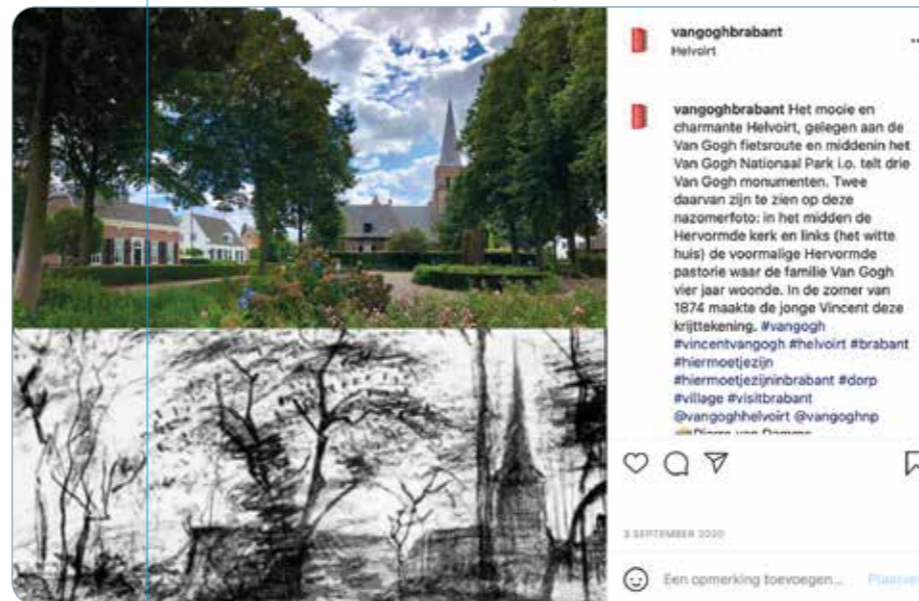 vangoghbrabant
Helvoirt
vangoghbrabant Het mooie en
charmante Helvoirt, gelegen aan de
Van Gogh fietsroute en middenin het
Van Gogh Nationaal Park i.o. telt drie
Van Gogh monumenten. Twee
daarvan zijn te zien op deze
nazomerfoto: in het midden de
Hervormde kerk en links (het witte
huis) de voormalige Hervormde
pastorie waar de familie Van Gogh
vier jaar woonde. In de zomer van
1874 maakte de jonge Vincent deze
krijttekening. #vangogh
#vincentvangogh #helvoirt #brabant
#hiermoetjezijn
#hiermoetjezijninbrabant #dorp
#village #visitbrabant
@vangoghhelvoirt @vangoghnp
3 SEPTEMBER 2020
Een opmerking toevoegen...